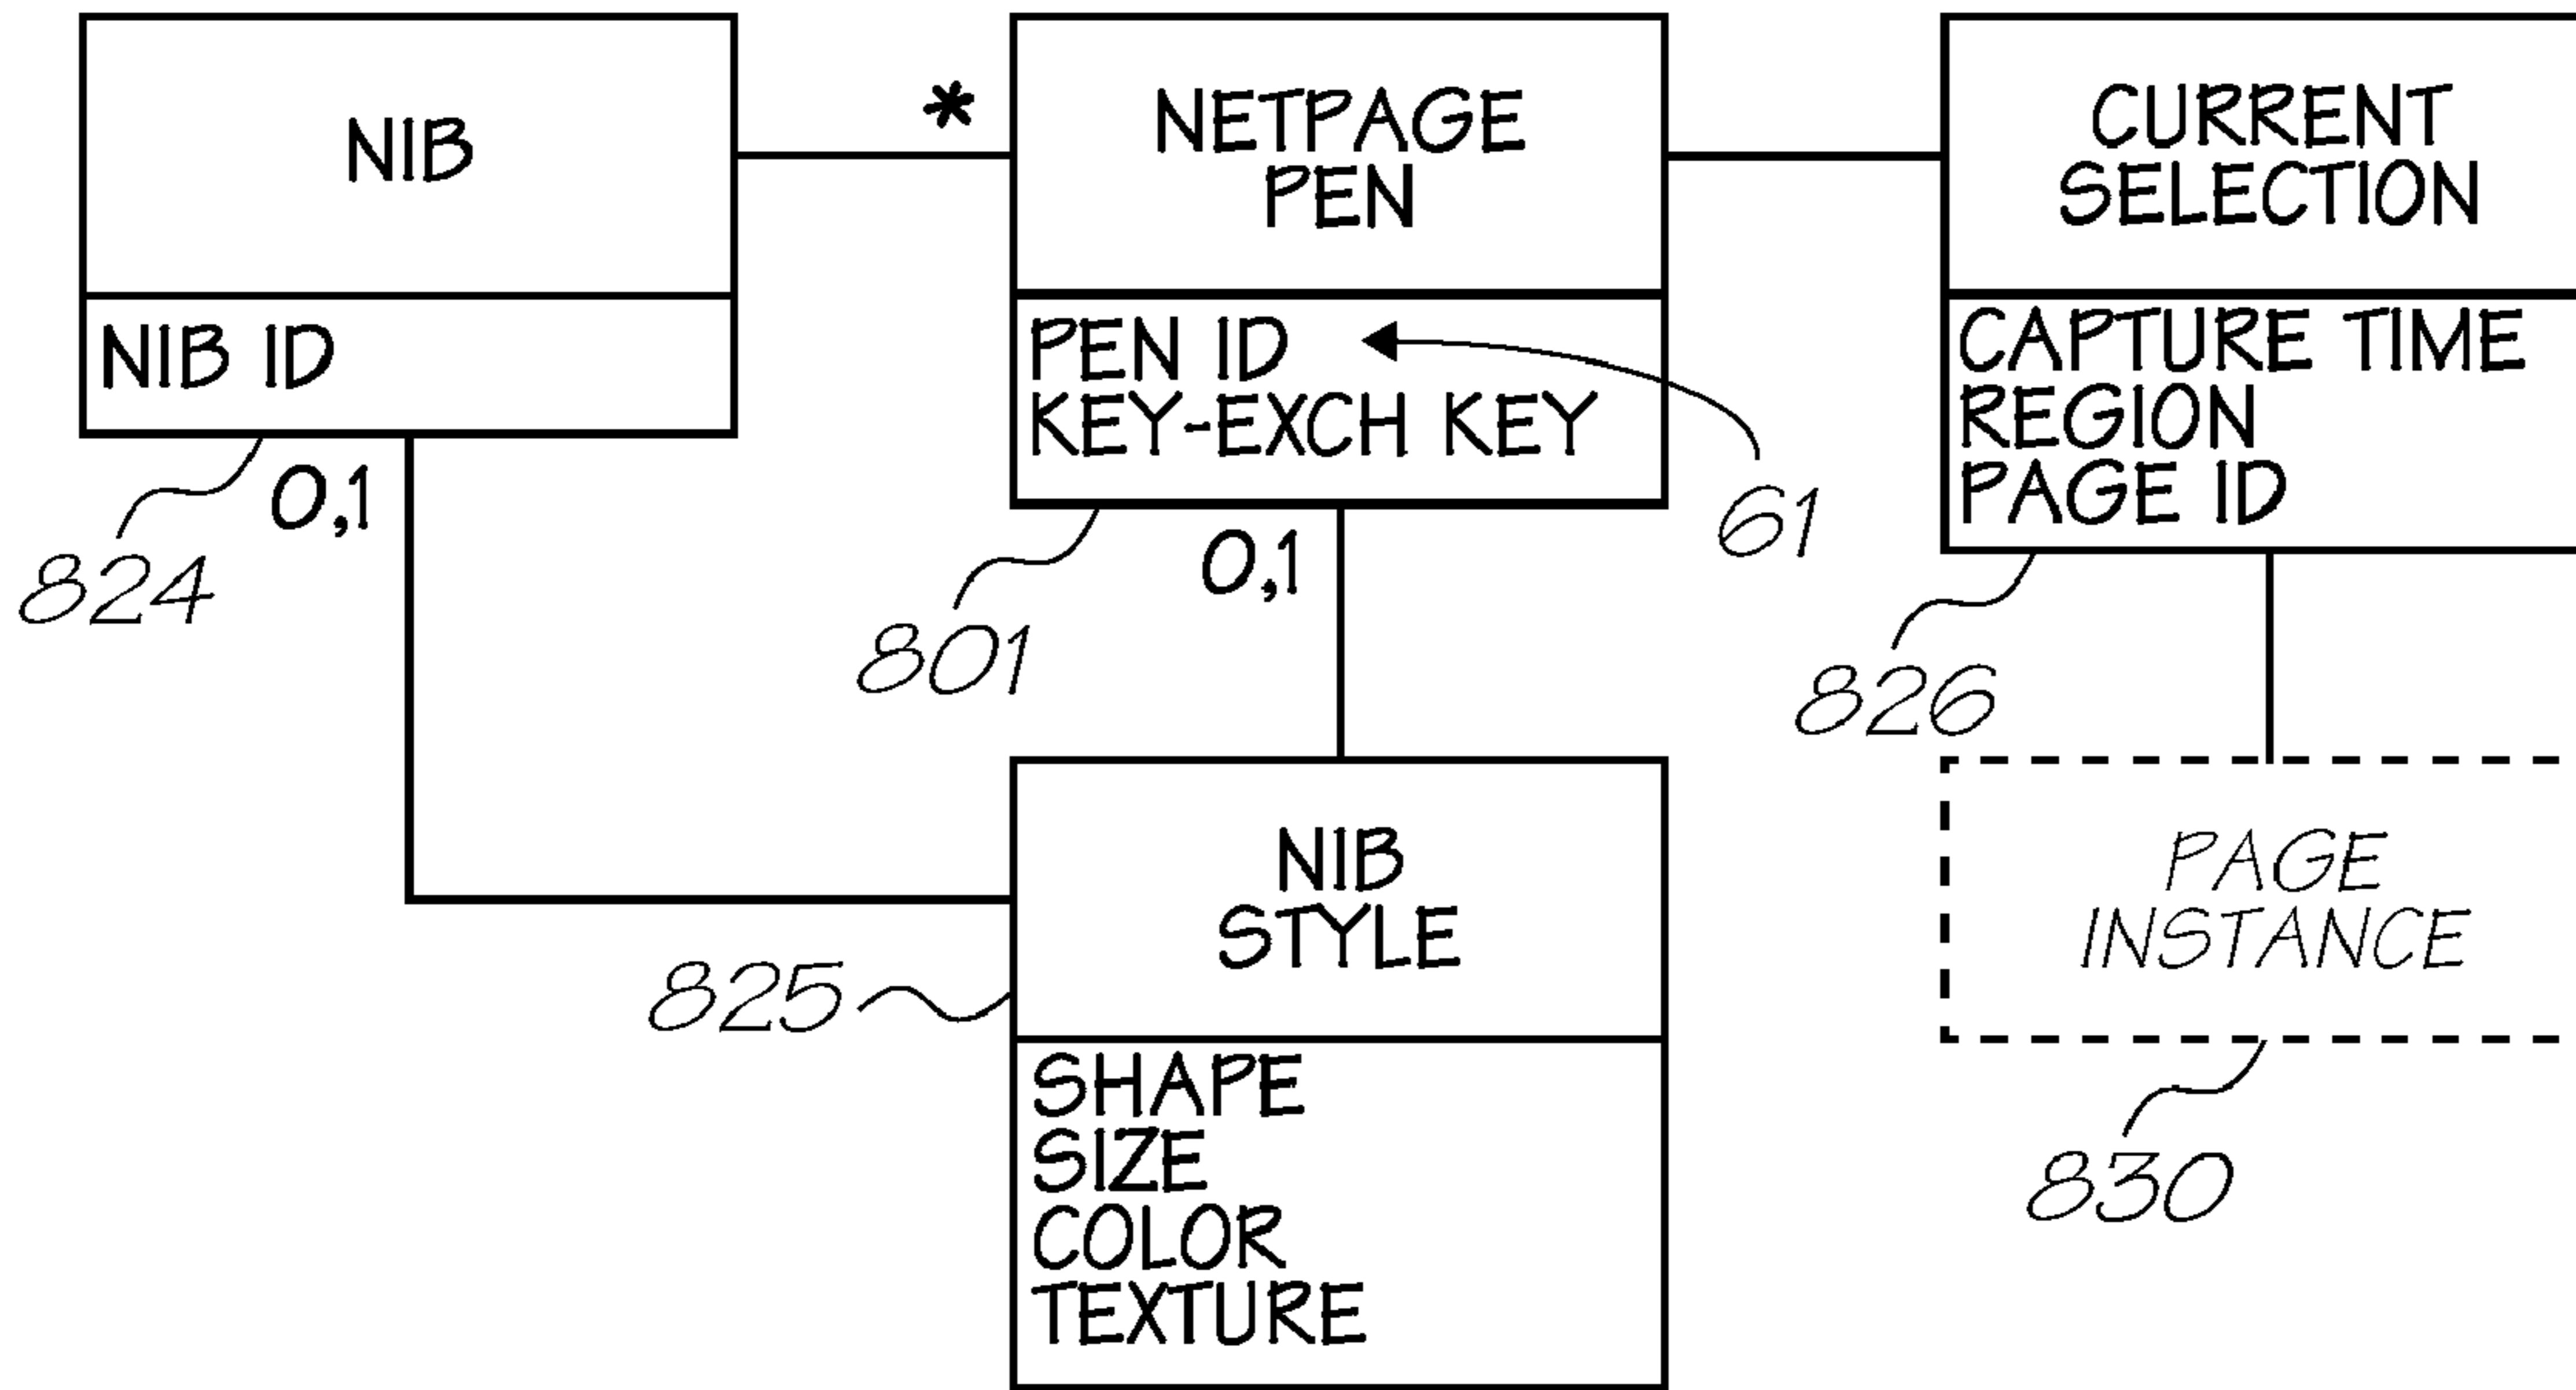 NIB
NIB ID
0,1
824
*
NETPAGE
PEN
PEN ID
KEY-EXCH KEY
61
0,1
801
CURRENT
SELECTION
CAPTURE TIME
REGION
PAGE ID
826
NIB
STYLE
825
SHAPE
SIZE
COLOR
TEXTURE
PAGE
INSTANCE
830